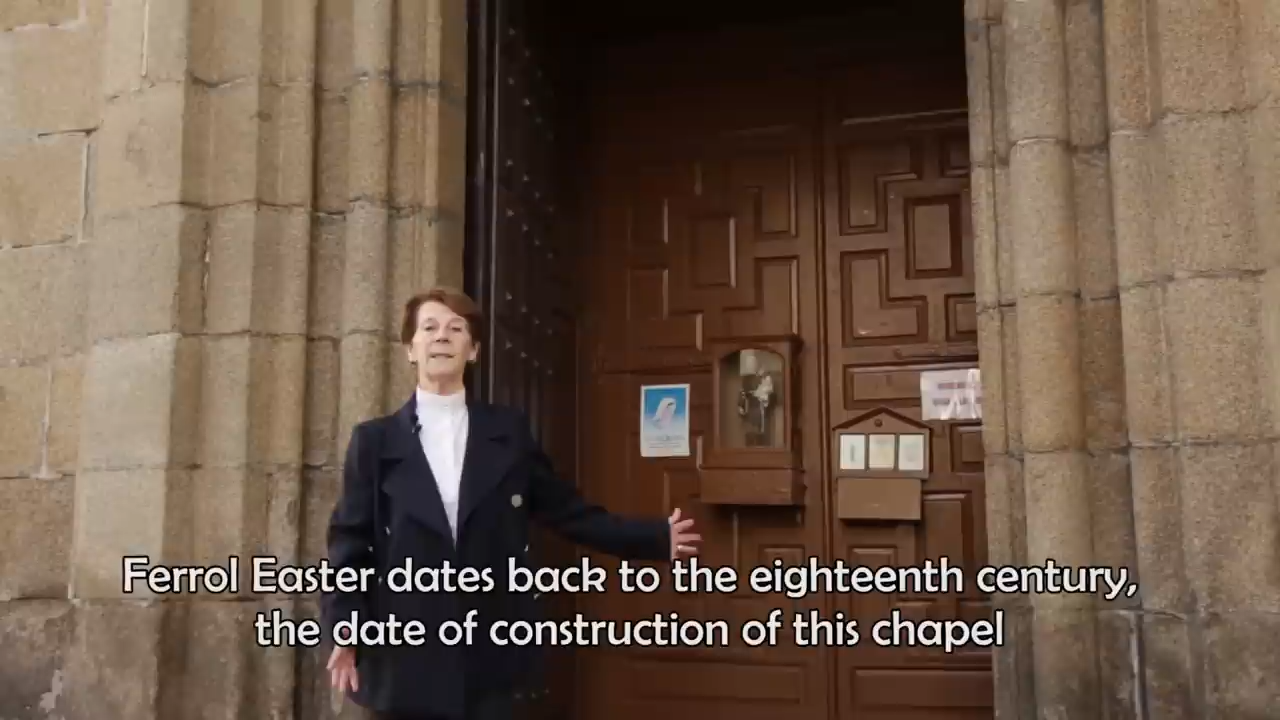 Ferrol Easter dates back to the eighteenth century,
the date of construction of this chapel